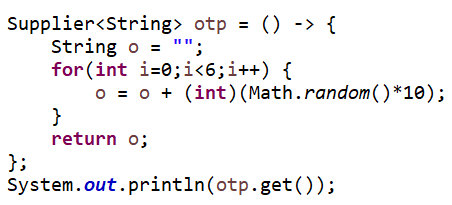 Supplier<String> otp = () -> {
    String o = "";
    for(int i=0;i<6;i++) {
        o = o + (int)(Math.random()*10);
    }
    return o;
};
System.out.println(otp.get());